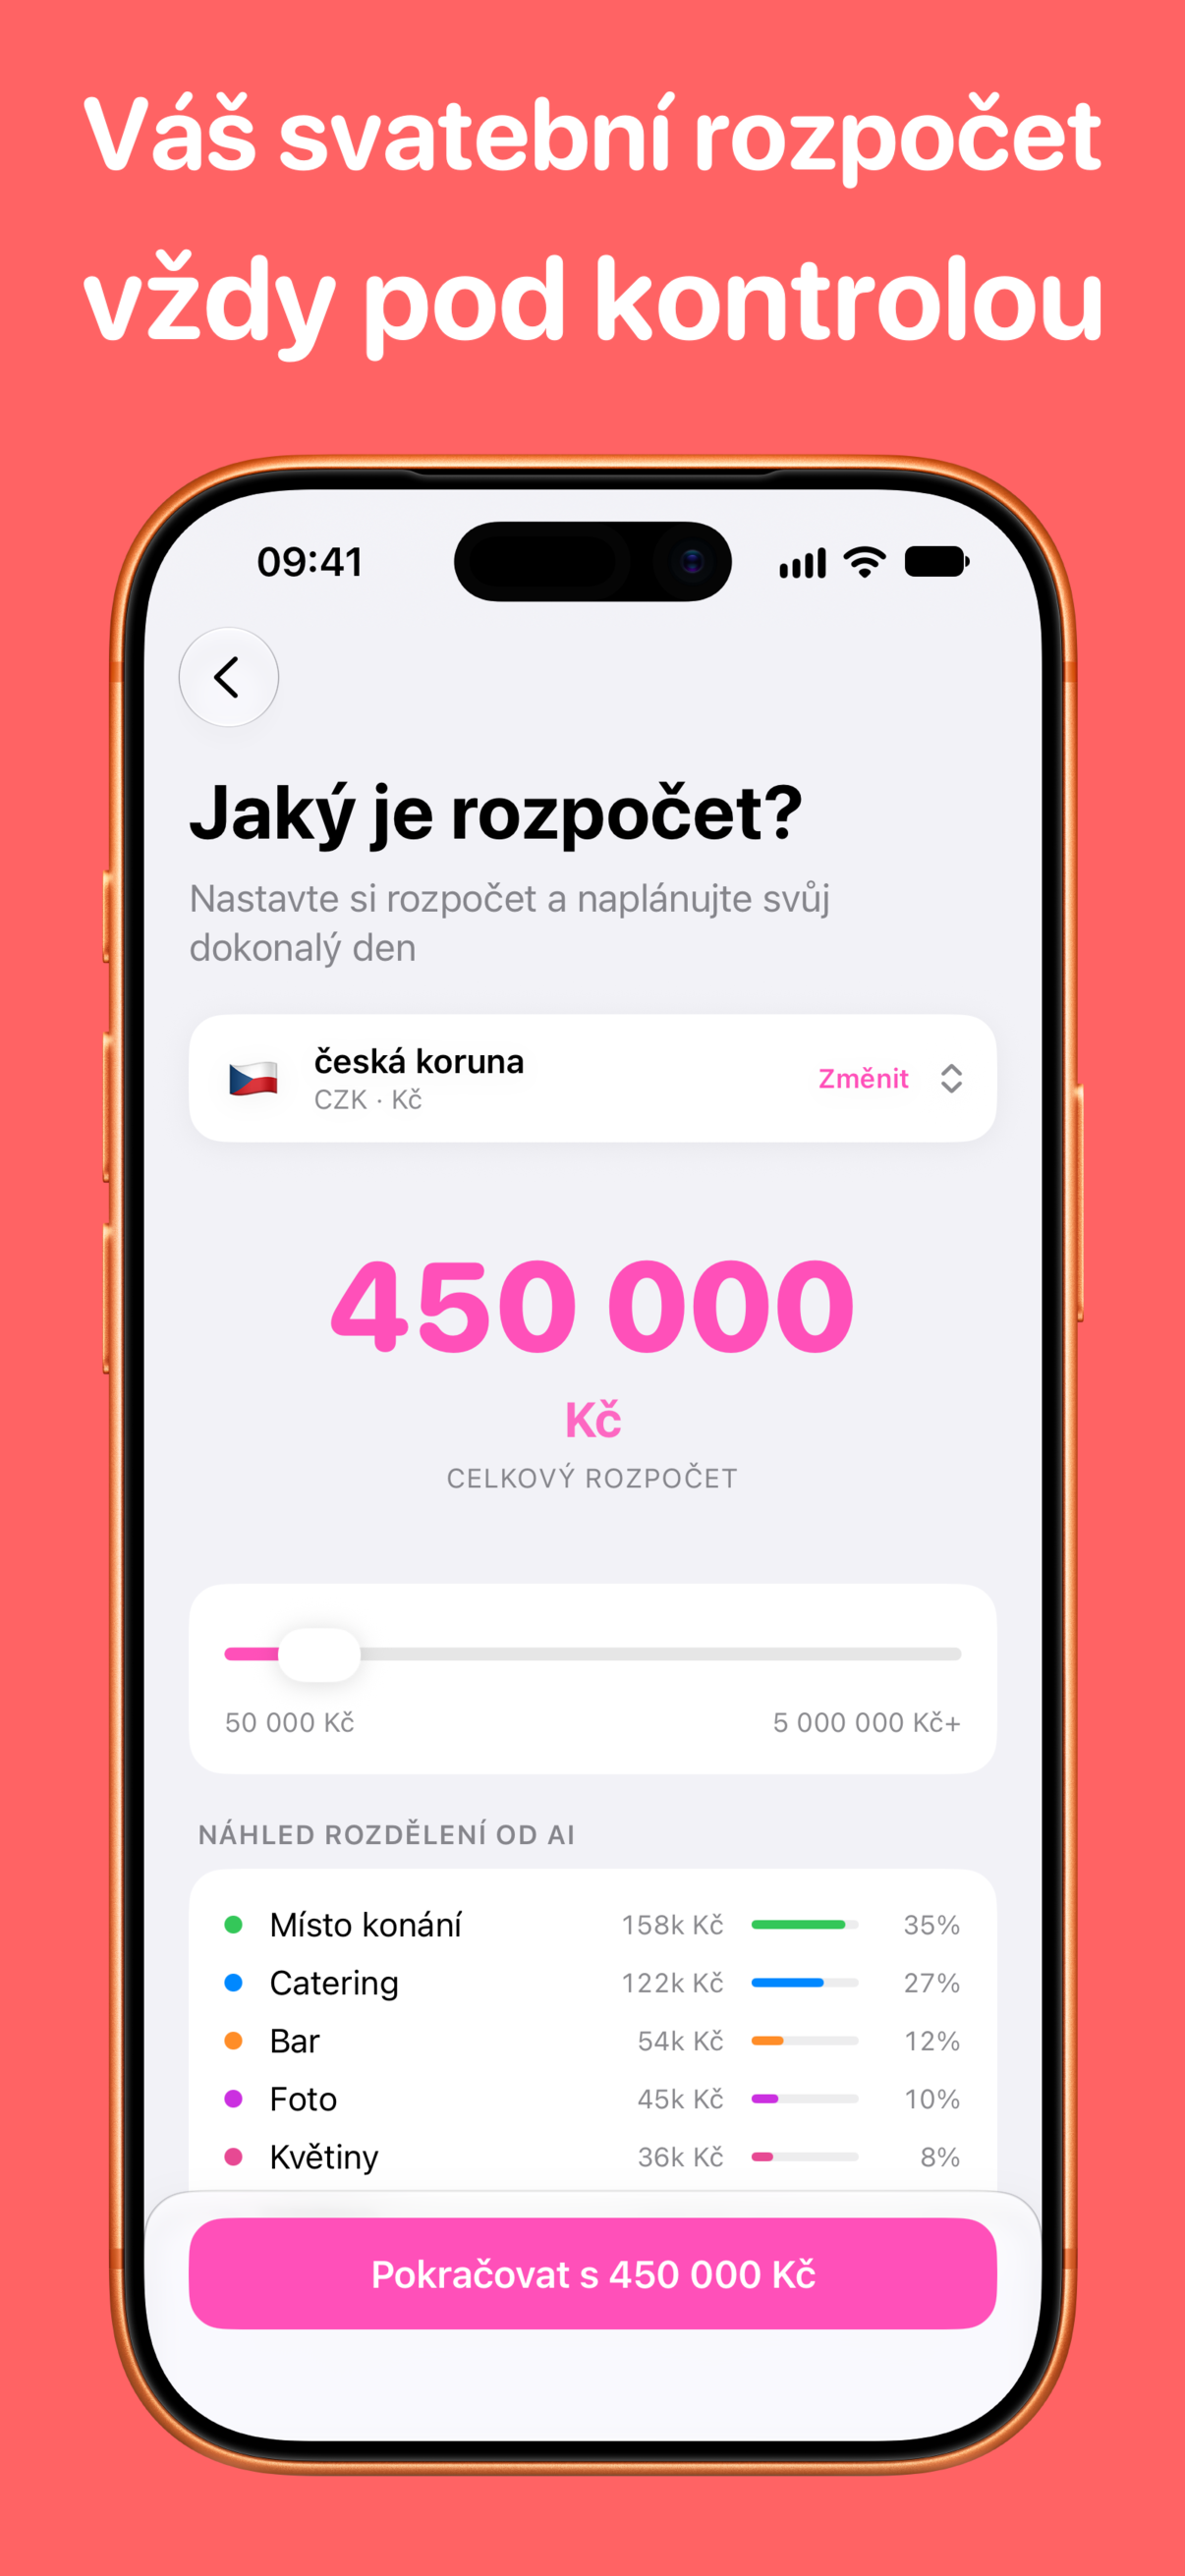 Váš svatební rozpočet
vždy pod kontrolou
09:41
Jaký je rozpočet?
Nastavte si rozpočet a naplánujte svůj
dokonalý den
česká koruna
CZK · Kč
Změnit
450 000
Kč
CELKOVÝ ROZPOČET
50 000 Kč
5 000 000 Kč+
NÁHLED ROZDĚLENÍ OD AI
Místo konání 158k Kč 35%
Catering 122k Kč 27%
Bar 54k Kč 12%
Foto 45k Kč 10%
Květiny 36k Kč 8%
Pokračovat s 450 000 Kč